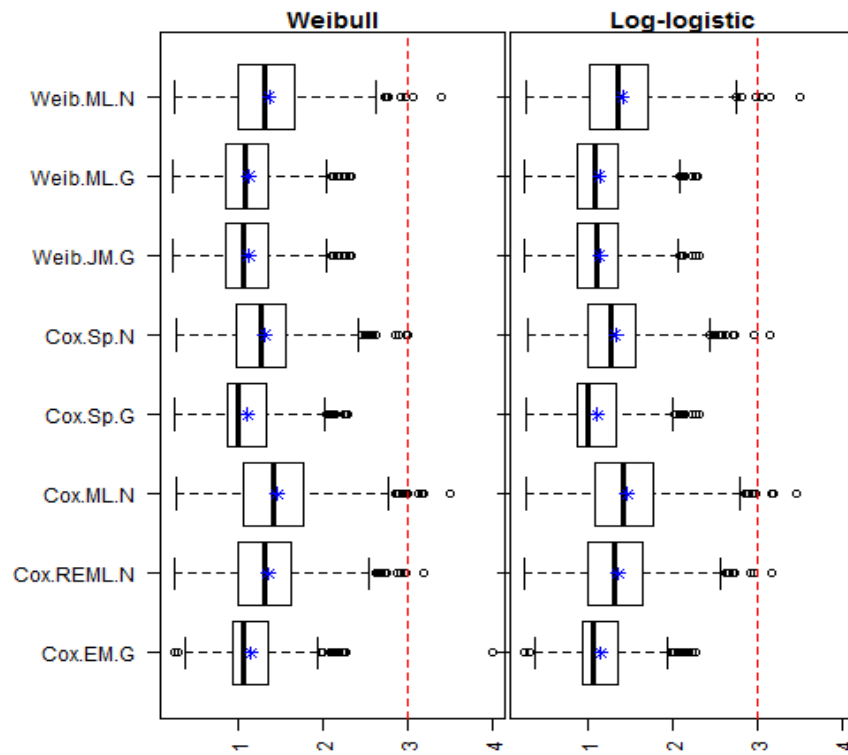 Weibull Log-logistic
Weib.ML.N
Weib.ML.G
Weib.JM.G
Cox.Sp.N
Cox.Sp.G
Cox.ML.N
Cox.REML.N
Cox.EM.G
1 2 3 4 1 2 3 4